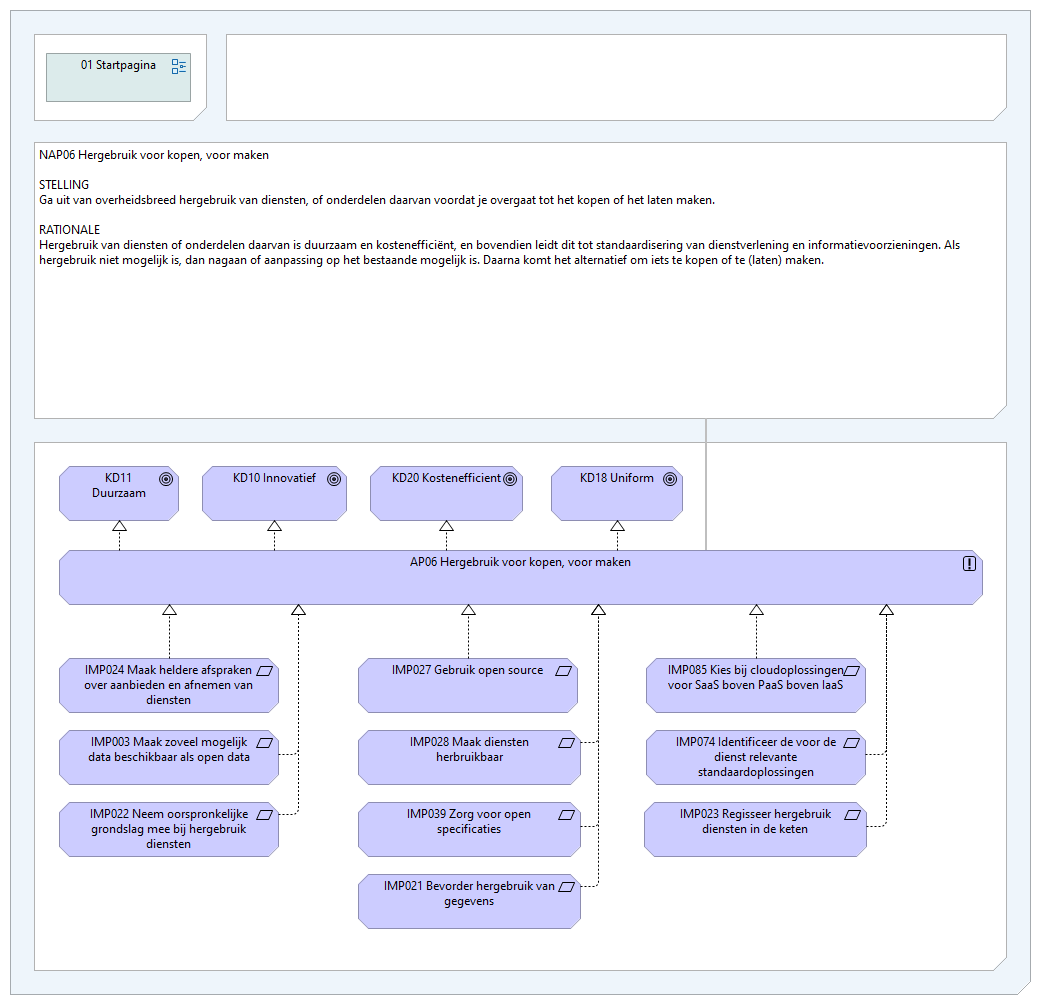 01 Startpagina
NAP06 Hergebruik voor kopen, voor maken
STELLING
Ga uit van overheidsbreed hergebruik van diensten, of onderdelen daarvan voordat je overgaat tot het kopen of het laten maken.
RATIONALE
Hergebruik van diensten of onderdelen daarvan is duurzaam en kostenefficiënt, en bovendien leidt dit tot standaardisering van dienstverlening en informatievoorzieningen. Als
hergebruik niet mogelijk is, dan nagaan of aanpassing op het bestaande mogelijk is. Daarna komt het alternatief om iets te kopen of te (laten) maken.
KD11
Duurzaam
KD10 Innovatief
KD20 Kostenefficient
KD18 Uniform
AP06 Hergebruik voor kopen, voor maken
IMP024 Maak heldere afspraken
over aanbieden en afnemen van
diensten
IMP027 Gebruik open source
IMP085 Kies bij cloudoplossingen
voor SaaS boven PaaS boven IaaS
IMP003 Maak zoveel mogelijk
data beschikbaar als open data
IMP028 Maak diensten
herbruikbaar
IMP074 Identificeer de voor de
dienst relevante
standaardoplossingen
IMP022 Neem oorspronkelijke
grondslag mee bij hergebruik
diensten
IMP039 Zorg voor open
specificaties
IMP023 Regisseer hergebruik
diensten in de keten
IMP021 Bevorder hergebruik van
gegevens